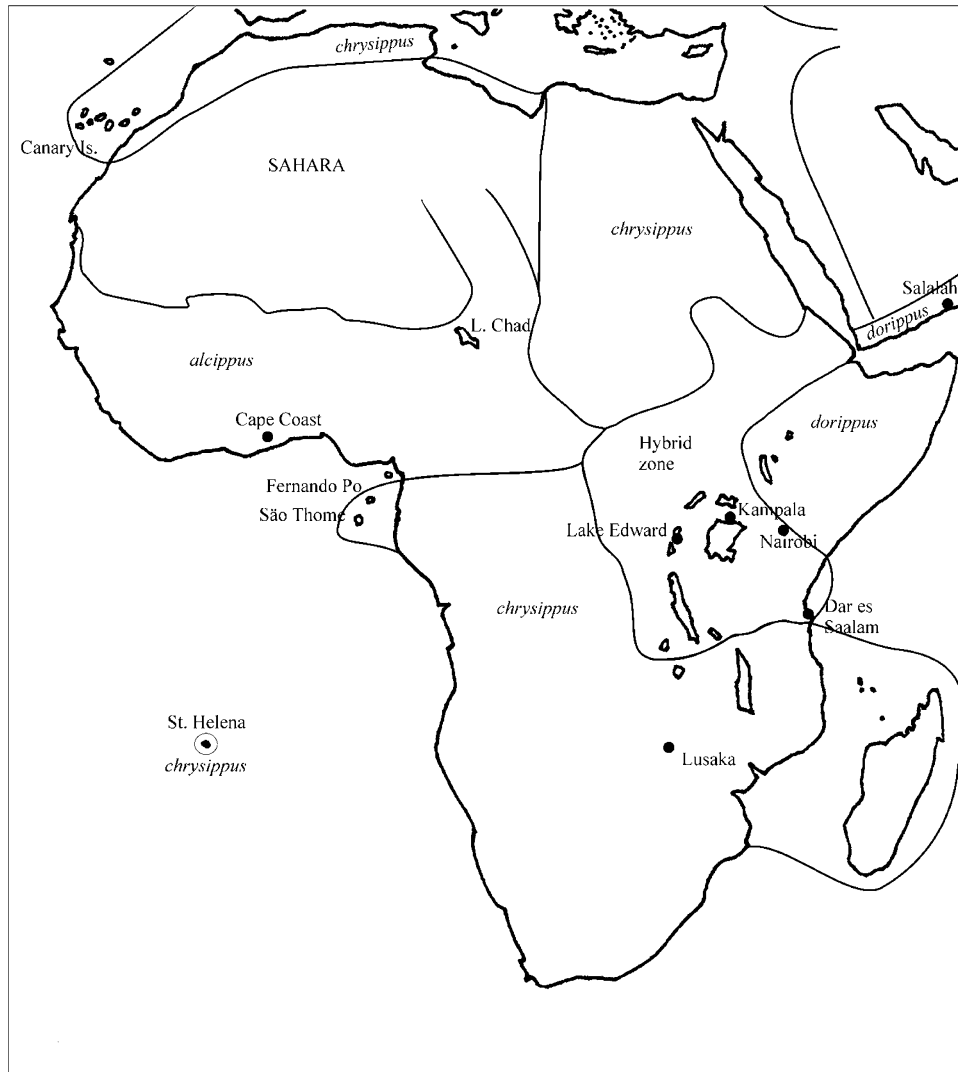 chrysippus
Canary Is.
SAHARA
chrysippus
Salalah
dorippus
L. Chad
alcippus
Cape Coast
dorippus
Hybrid
zone
Fernando Po
Säo Thome
Kampala
Lake Edward
Nairobi
chrysippus
Dar es
Saalam
St. Helena
chrysippus
Lusaka